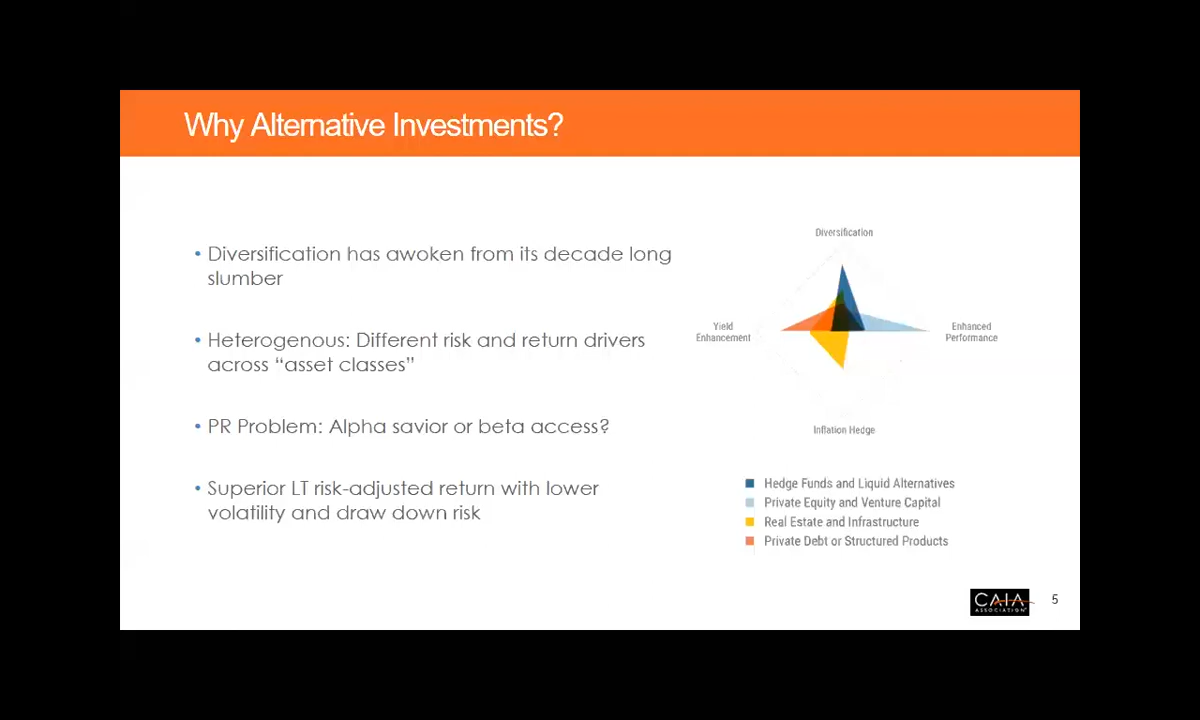 Why Alternative Investments?
• Diversification has awoken from its decade long
slumber
• Heterogenous: Different risk and return drivers
across “asset classes”
• PR Problem: Alpha savior or beta access?
• Superior LT risk-adjusted return with lower
volatility and draw down risk
Diversification
Yield
Enhancement
Enhanced
Performance
Inflation Hedge
Hedge Funds and Liquid Alternatives
Private Equity and Venture Capital
Real Estate and Infrastructure
Private Debt or Structured Products
CAIA
ASSOCIATION
5